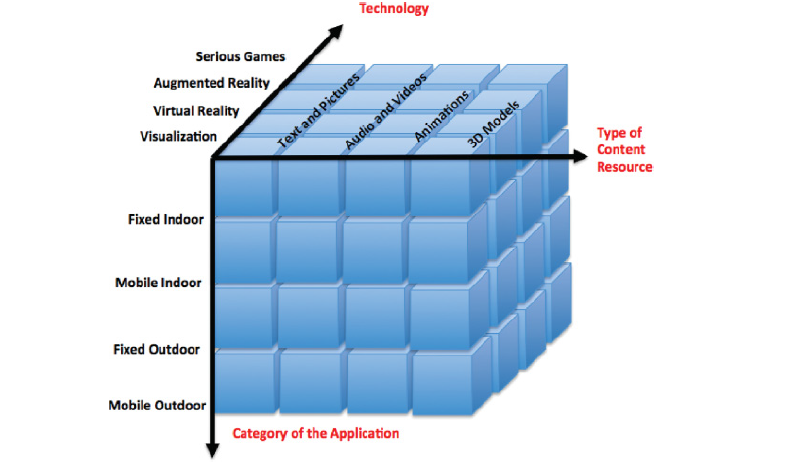 Technology
Serious Games
Augmented Reality
Virtual Reality
Visualization
Text and Pictures
Audio and Videos
Animations
3D Models
Type of
Content
Resource
Fixed Indoor
Mobile Indoor
Fixed Outdoor
Mobile Outdoor
Category of the Application